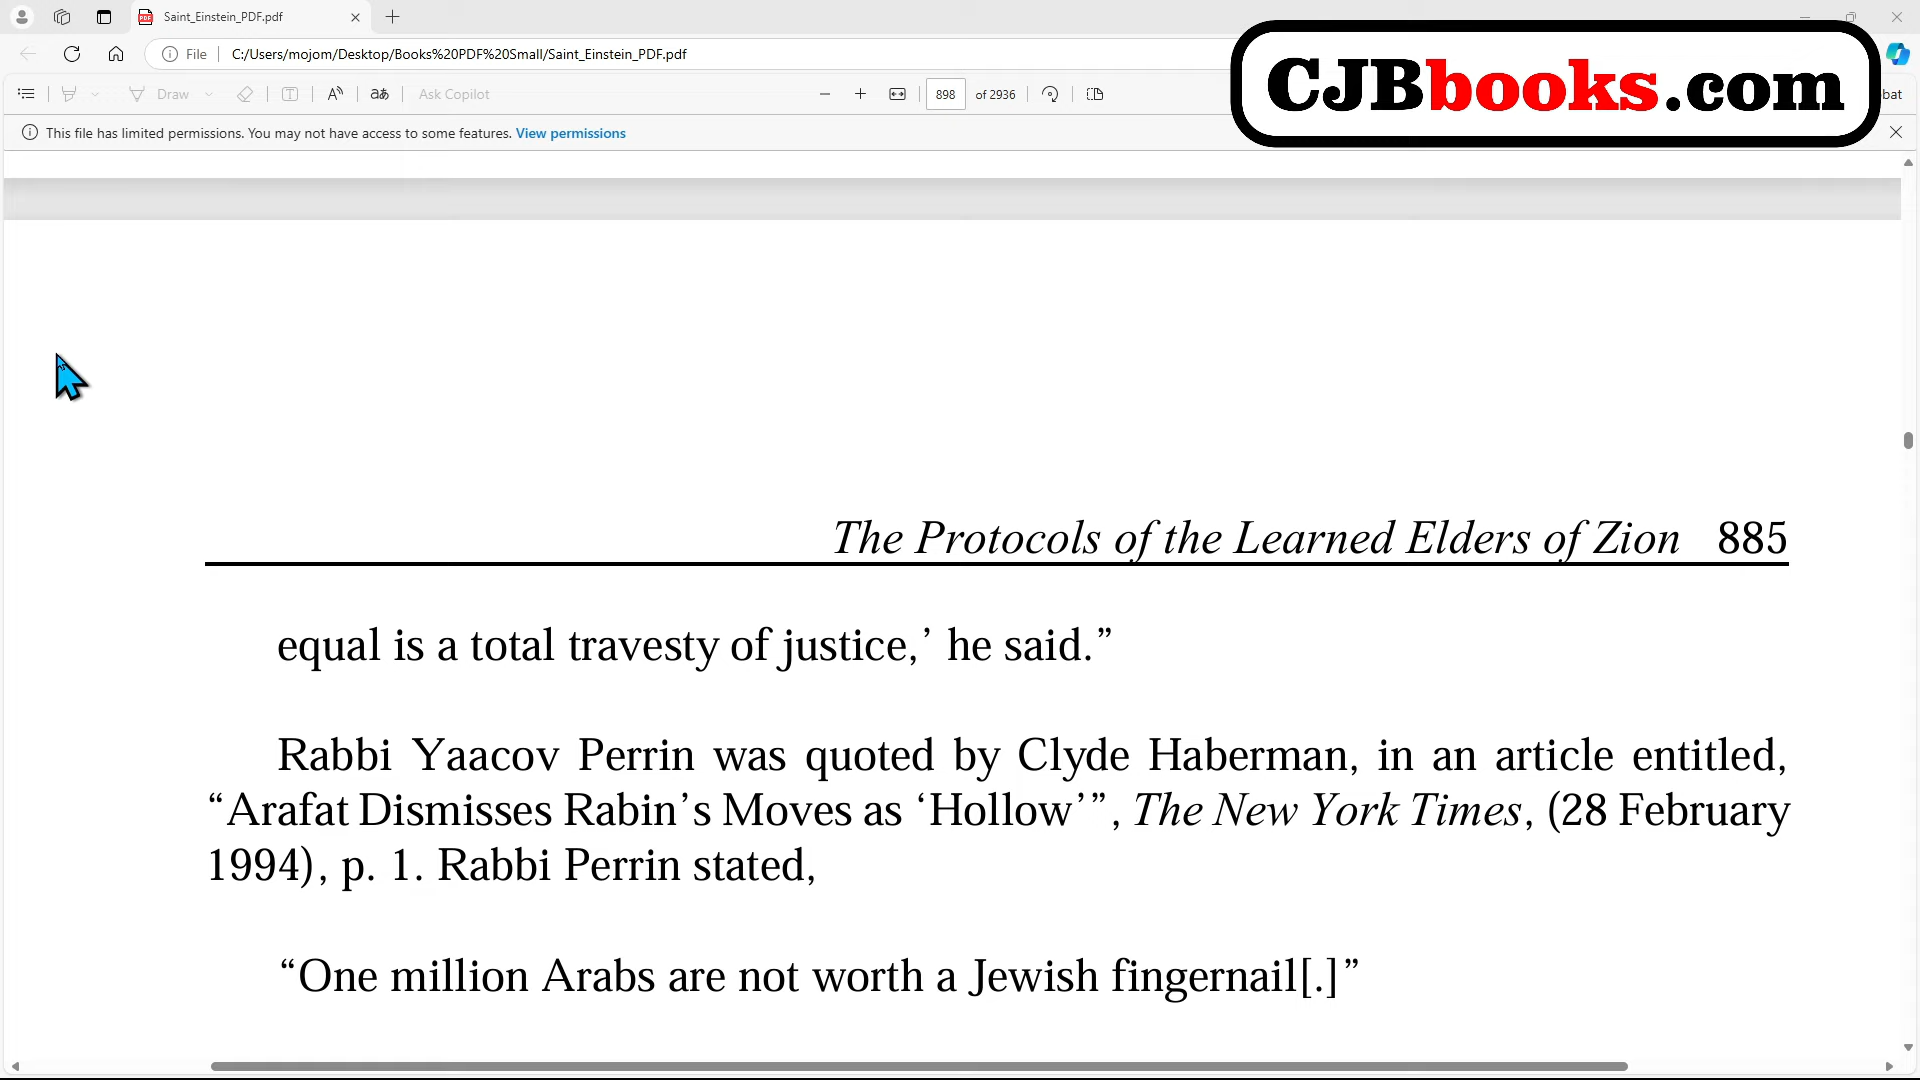 Saint_Einstein_PDF.pdf
File
C:/Users/mojom/Desktop/Books%20PDF%20Small/Saint_Einstein_PDF.pdf
CJBbooks.com
Draw
Ask Copilot
898 of 2936
bat
This file has limited permissions. You may not have access to some features. View permissions
The Protocols of the Learned Elders of Zion 885
equal is a total travesty of justice,’ he said.”
Rabbi Yaacov Perrin was quoted by Clyde Haberman, in an article entitled,
“Arafat Dismisses Rabin’s Moves as ‘Hollow’”, The New York Times, (28 February
1994), p. 1. Rabbi Perrin stated,
“One million Arabs are not worth a Jewish fingernail[.]”